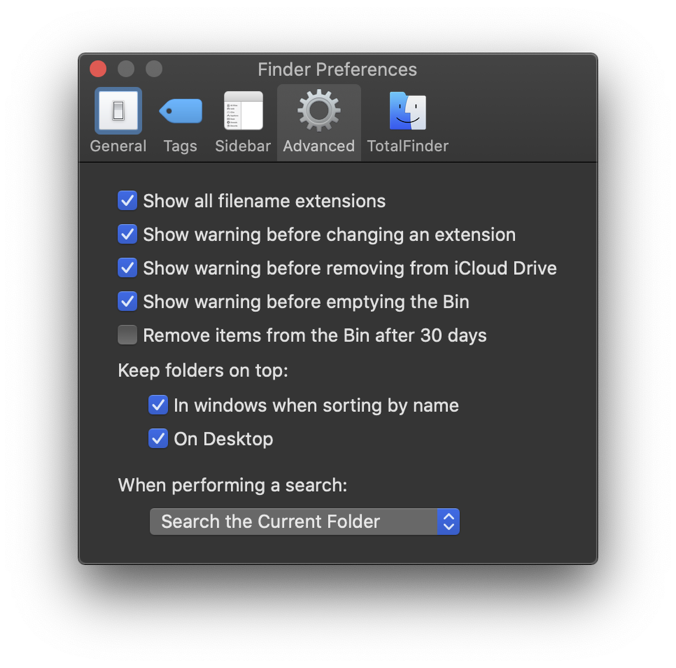 Finder Preferences
General Tags Sidebar Advanced TotalFinder
Show all filename extensions
Show warning before changing an extension
Show warning before removing from iCloud Drive
Show warning before emptying the Bin
Remove items from the Bin after 30 days
Keep folders on top:
In windows when sorting by name
On Desktop
When performing a search:
Search the Current Folder